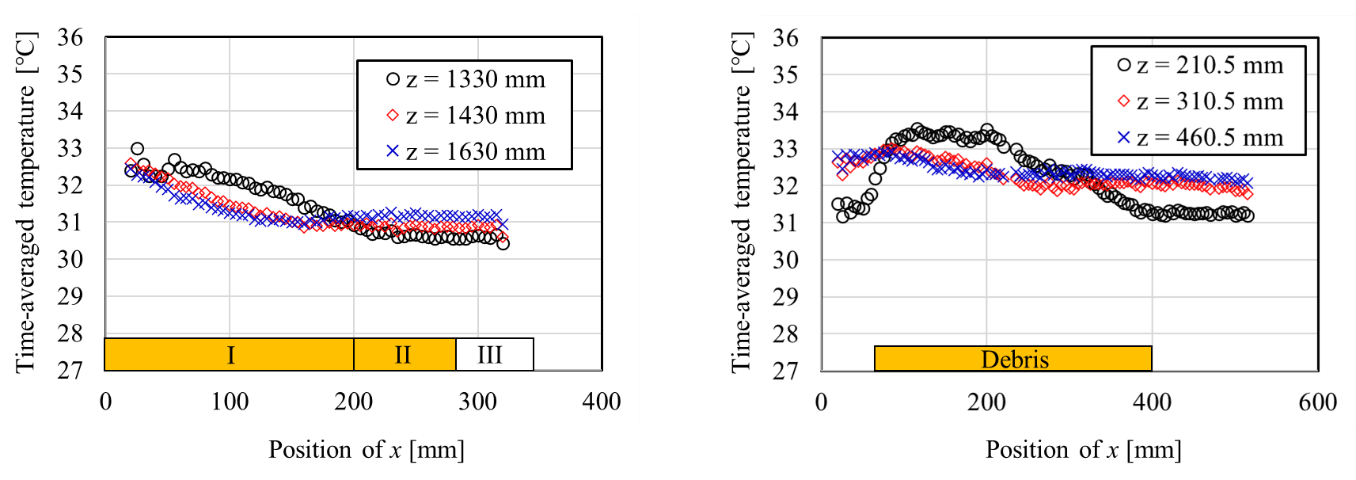 Time-averaged temperature [℃]
36
35
34
33
32
31
30
29
28
27
z = 1330 mm
z = 1430 mm
z = 1630 mm
I II III
0 100 200 300 400
Position of x [mm]
Time-averaged temperature [℃]
36
35
34
33
32
31
30
29
28
27
z = 210.5 mm
z = 310.5 mm
z = 460.5 mm
Debris
0 200 400 600
Position of x [mm]